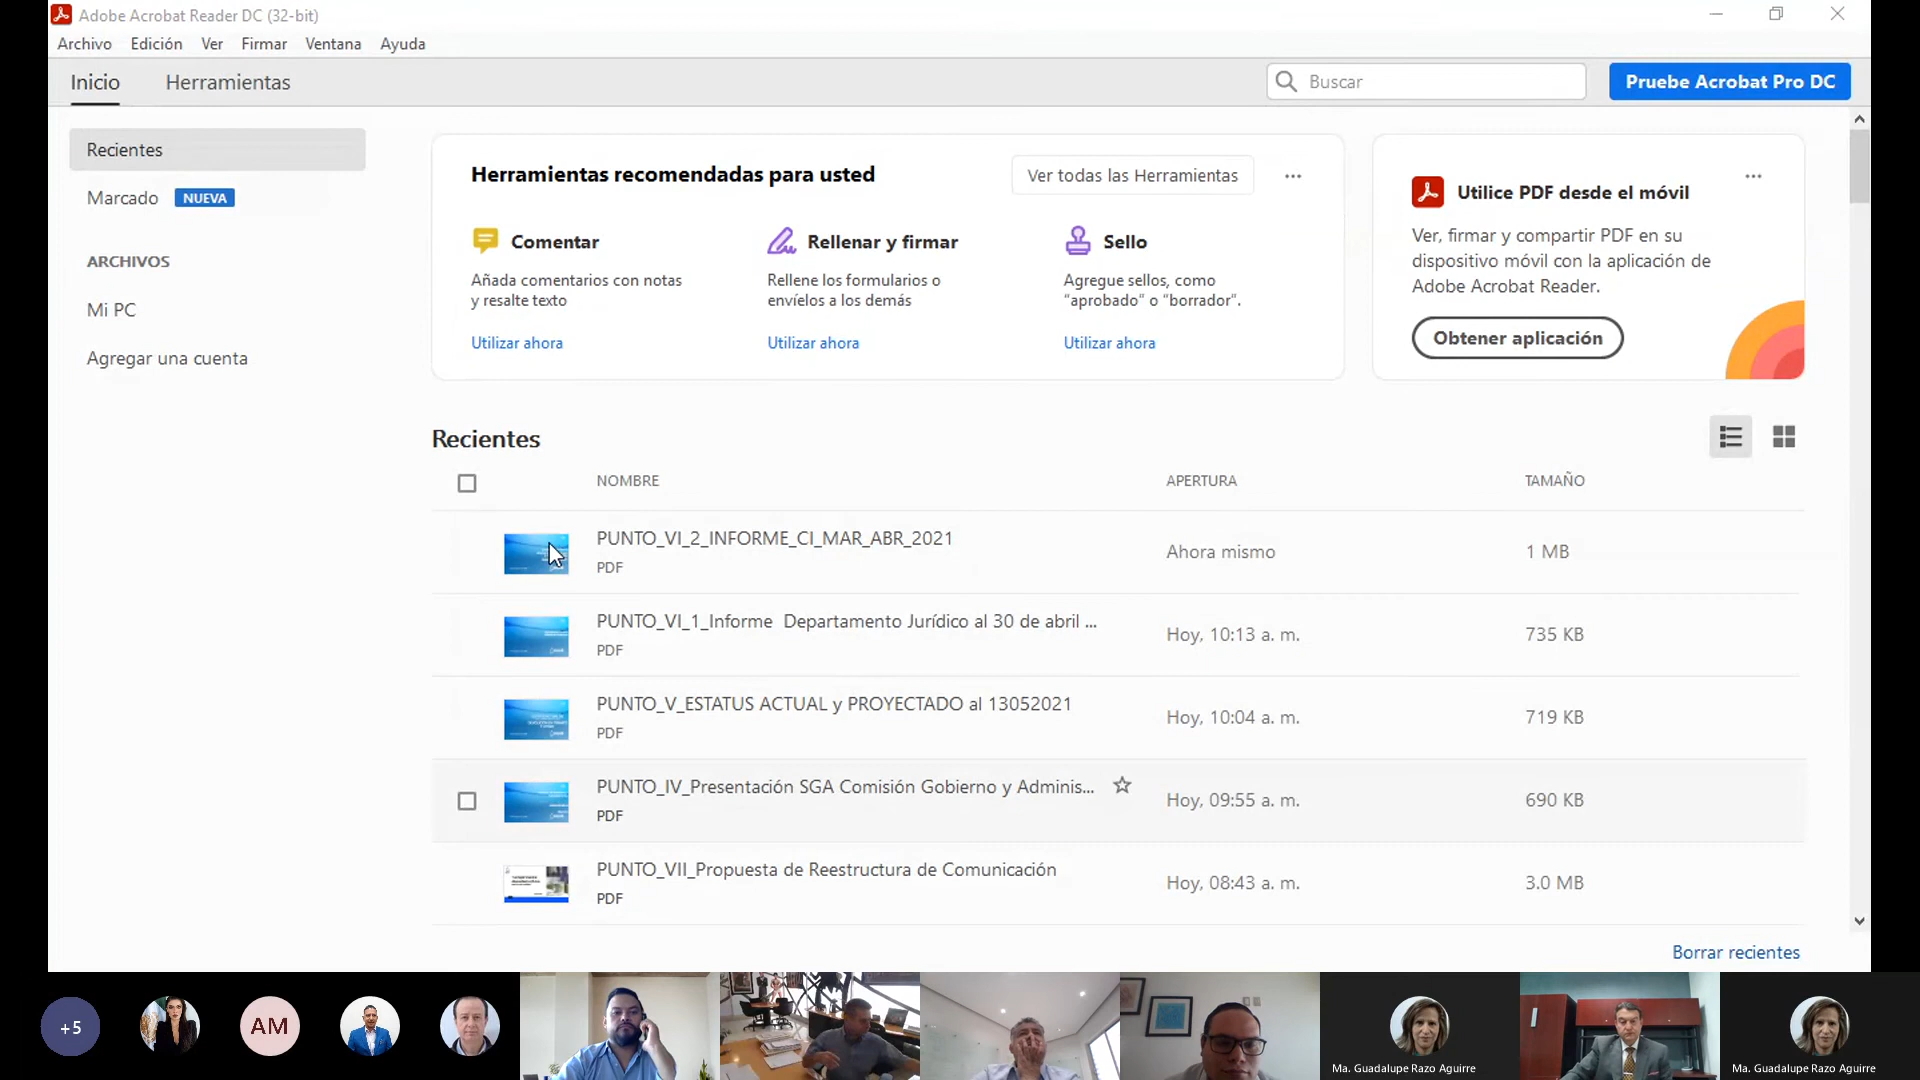 Adobe Acrobat Reader DC (32-bit)
Archivo Edición Ver Firmar Ventana Ayuda
Inicio Herramientas
Buscar
Pruebe Acrobat Pro DC
Recientes
Marcado NUEVA
ARCHIVOS
Mi PC
Agregar una cuenta
Herramientas recomendadas para usted
Ver todas las Herramientas
Comentar
Añada comentarios con notas
y resalte texto
Utilizar ahora
Rellenar y firmar
Rellene los formularios o
envíelos a los demás
Utilizar ahora
Sello
Agregue sellos, como
“aprobado” o “borrador”.
Utilizar ahora
Utilice PDF desde el móvil
Ver, firmar y compartir PDF en su
dispositivo móvil con la aplicación de
Adobe Acrobat Reader.
Obtener aplicación
Recientes
NOMBRE APERTURA TAMAÑO
PUNTO_VI_2_INFORME_CI_MAR_ABR_2021
PDF
Ahora mismo 1 MB
PUNTO_VI_1_Informe  Departamento Jurídico al 30 de abril ...
PDF
Hoy, 10:13 a. m. 735 KB
PUNTO_V_ESTATUS ACTUAL y PROYECTADO al 13052021
PDF
Hoy, 10:04 a. m. 719 KB
PUNTO_IV_Presentación SGA Comisión Gobierno y Adminis...
PDF
Hoy, 09:55 a. m. 690 KB
PUNTO_VII_Propuesta de Reestructura de Comunicación
PDF
Hoy, 08:43 a. m. 3.0 MB
Borrar recientes
+5
AM
Ma. Guadalupe Razo Aguirre
Ma. Guadalupe Razo Aguirre